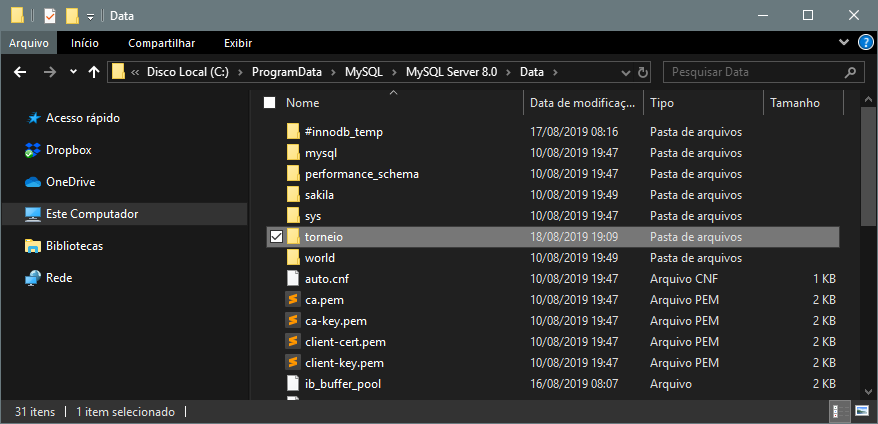 Data
Arquivo Início Compartilhar Exibir
« Disco Local (C:) > ProgramData > MySQL > MySQL Server 8.0 > Data > Pesquisar Data
Acesso rápido
Dropbox
OneDrive
Este Computador
Bibliotecas
Rede
Nome Data de modificaç... Tipo Tamanho
#innodb_temp 17/08/2019 08:16 Pasta de arquivos
mysql 10/08/2019 19:47 Pasta de arquivos
performance_schema 10/08/2019 19:47 Pasta de arquivos
sakila 10/08/2019 19:49 Pasta de arquivos
sys 10/08/2019 19:47 Pasta de arquivos
torneio 18/08/2019 19:09 Pasta de arquivos
world 10/08/2019 19:49 Pasta de arquivos
auto.cnf 10/08/2019 19:47 Arquivo CNF 1 KB
ca.pem 10/08/2019 19:47 Arquivo PEM 2 KB
ca-key.pem 10/08/2019 19:47 Arquivo PEM 2 KB
client-cert.pem 10/08/2019 19:47 Arquivo PEM 2 KB
client-key.pem 10/08/2019 19:47 Arquivo PEM 2 KB
ib_buffer_pool 16/08/2019 08:07 Arquivo 2 KB
31 itens 1 item selecionado